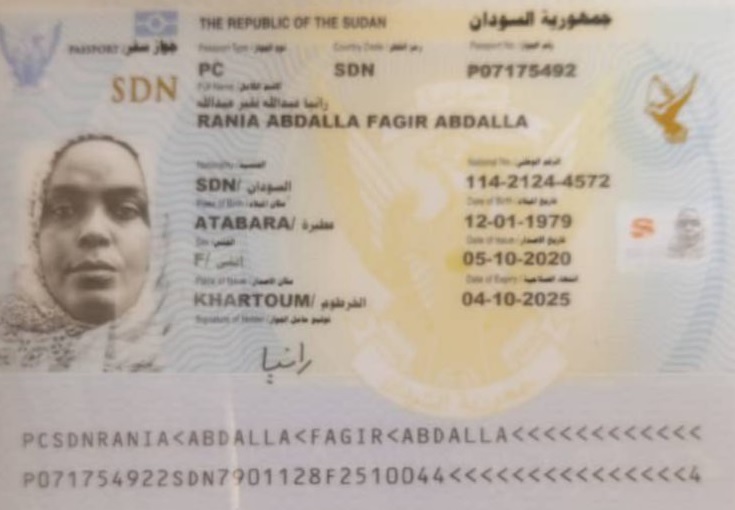 THE REPUBLIC OF THE SUDAN جمهورية السودان
PASSPORT جواز سفر
Passport Type نوع الجواز Country Code Passport No. رقم الجواز
PC SDN P07175492
SDN
Full Name الاسم الكامل
رانيا عبدالله فقير عبدالله
RANIA ABDALLA FAGIR ABDALLA
Nationality الجنسية National No. الرقم الوطني
SDN/ السودان 114-2124-4572
Place of Birth مكان الميلاد Date of Birth تاريخ الميلاد
ATABARA/ عطبرة 12-01-1979
Sex الجنس Date of Issue تاريخ الاصدار
F/ انثى 05-10-2020
Place of Issue مكان الاصدار Date of Expiry
KHARTOUM/ الخرطوم 04-10-2025
Signature of Holder توقيع حامل الجواز
رانيا
جمهورية السودان
PCSDNRANIA<ABDALLA<FAGIR<ABDALLA<<<<<<<<<<<<
P071754922SDN7901128F2510044<<<<<<<<<<<<<<<4